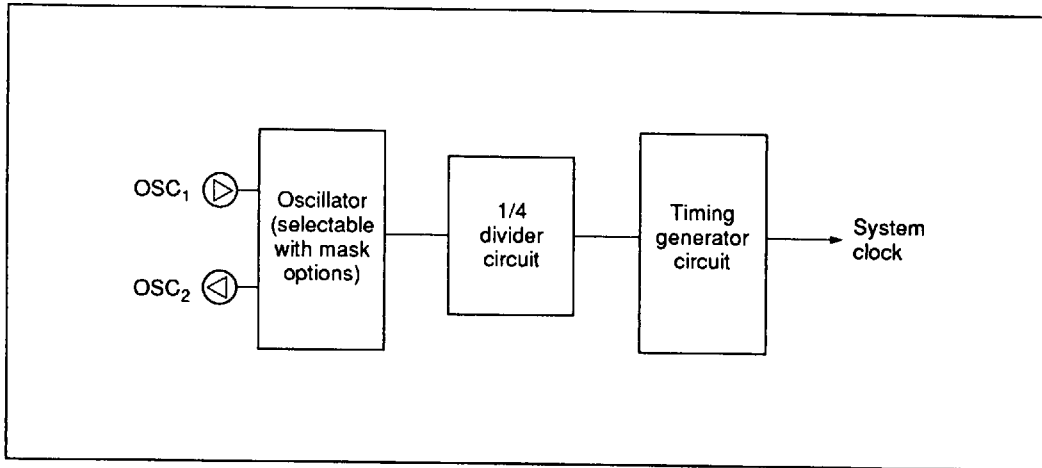 OSC₁
OSC₂
Oscillator
(selectable
with mask
options)
1/4
divider
circuit
Timing
generator
circuit
System
clock